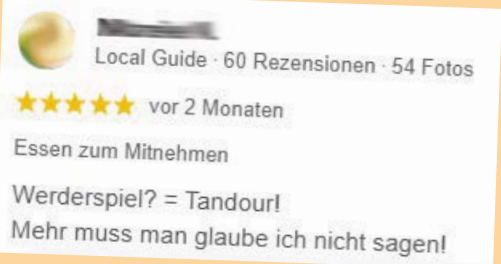 Local Guide · 60 Rezensionen · 54 Fotos
vor 2 Monaten
Essen zum Mitnehmen
Werderspiel? = Tandour!
Mehr muss man glaube ich nicht sagen!